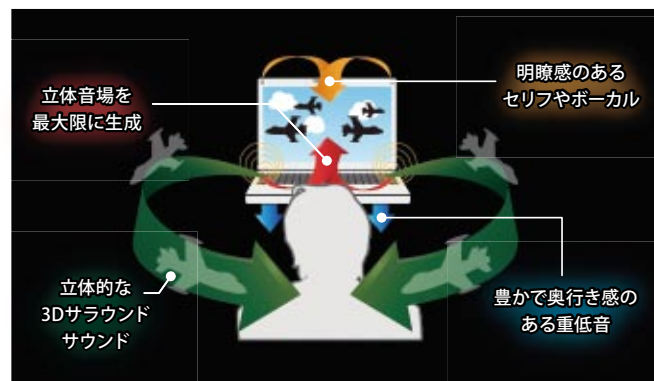 立体音場を
最大限に生成
明瞭感のある
セリフやボーカル
立体的な
3Dサラウンド
サウンド
豊かで奥行き感の
ある重低音